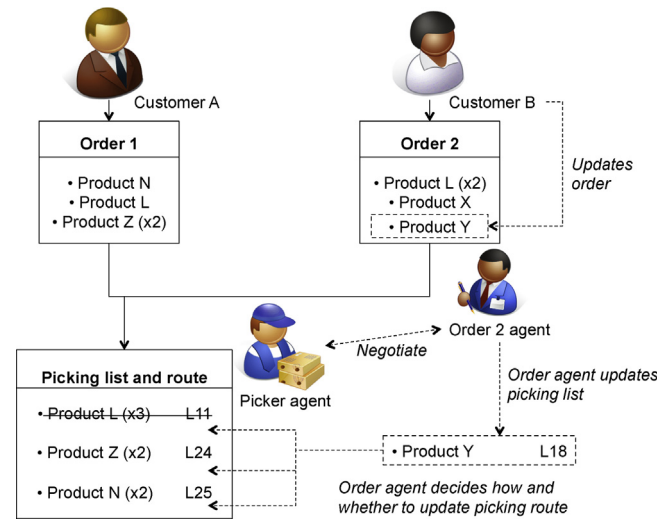 Customer A
Customer B
Order 1
• Product N
• Product L
• Product Z (x2)
Order 2
• Product L (x2)
• Product X
• Product Y
Updates
order
Order 2 agent
Negotiate
Picker agent
Order agent updates
picking list
Picking list and route
• Product L (x3) L11
• Product Z (x2) L24
• Product N (x2) L25
• Product Y L18
Order agent decides how and
whether to update picking route